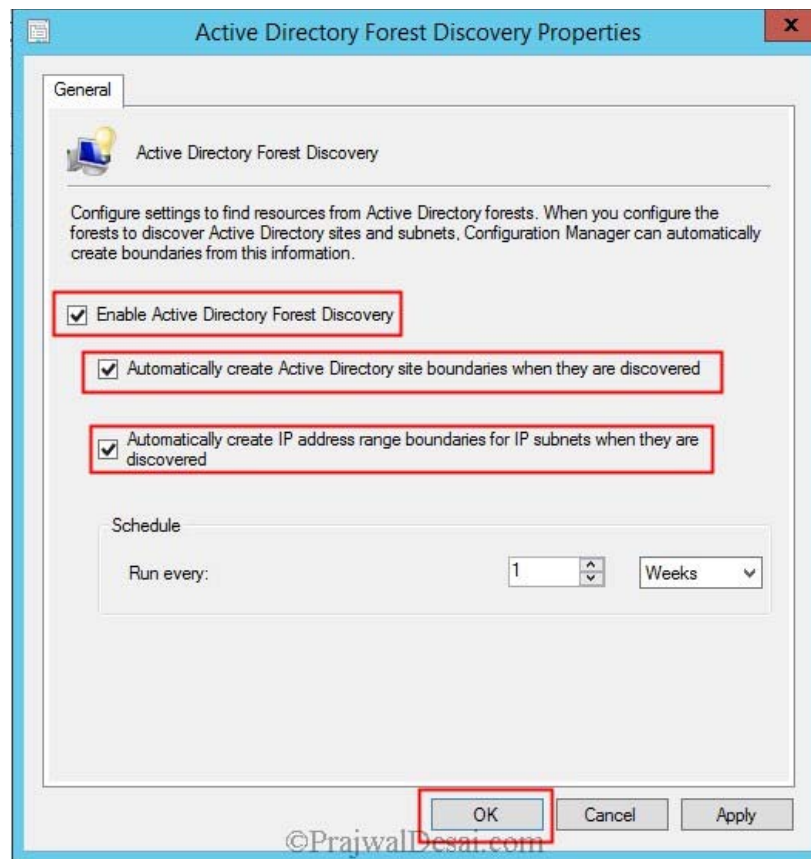 Active Directory Forest Discovery Properties
x
General
Active Directory Forest Discovery
Configure settings to find resources from Active Directory forests. When you configure the
forests to discover Active Directory sites and subnets, Configuration Manager can automatically
create boundaries from this information.
Enable Active Directory Forest Discovery
Automatically create Active Directory site boundaries when they are discovered
Automatically create IP address range boundaries for IP subnets when they are
discovered
Schedule
Run every:
1
Weeks
OK
Cancel
Apply
©PrajwalDesai.com